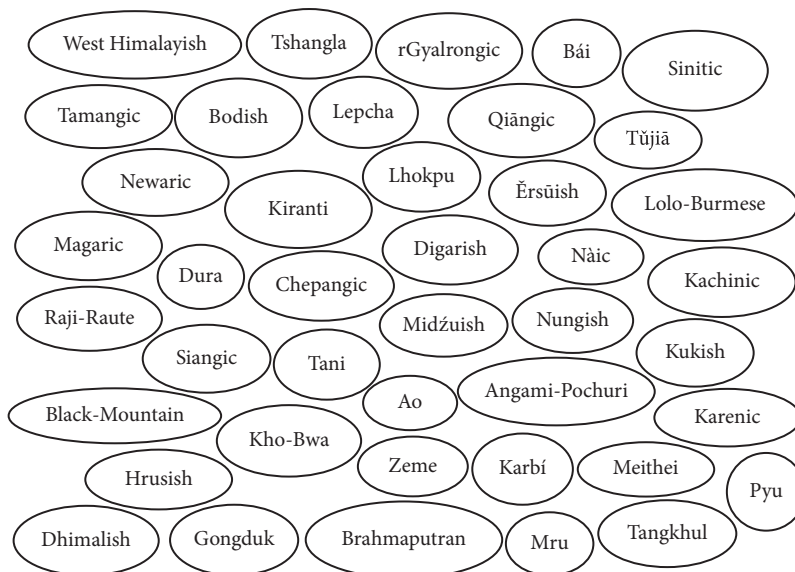 West Himalayish
Tshangla
rGyalrongic
Bái
Sinitic
Tamangic
Bodish
Lepcha
Qiāngic
Tǔjiā
Newaric
Kiranti
Lhokpu
Ěrsūish
Lolo-Burmese
Magaric
Dura
Chepangic
Digarish
Nàic
Kachinic
Raji-Raute
Siangic
Tani
Midźuish
Nungish
Kukish
Black-Mountain
Kho-Bwa
Ao
Angami-Pochuri
Karenic
Hrusish
Zeme
Karbí
Meithei
Pyu
Dhimalish
Gongduk
Brahmaputran
Mru
Tangkhul